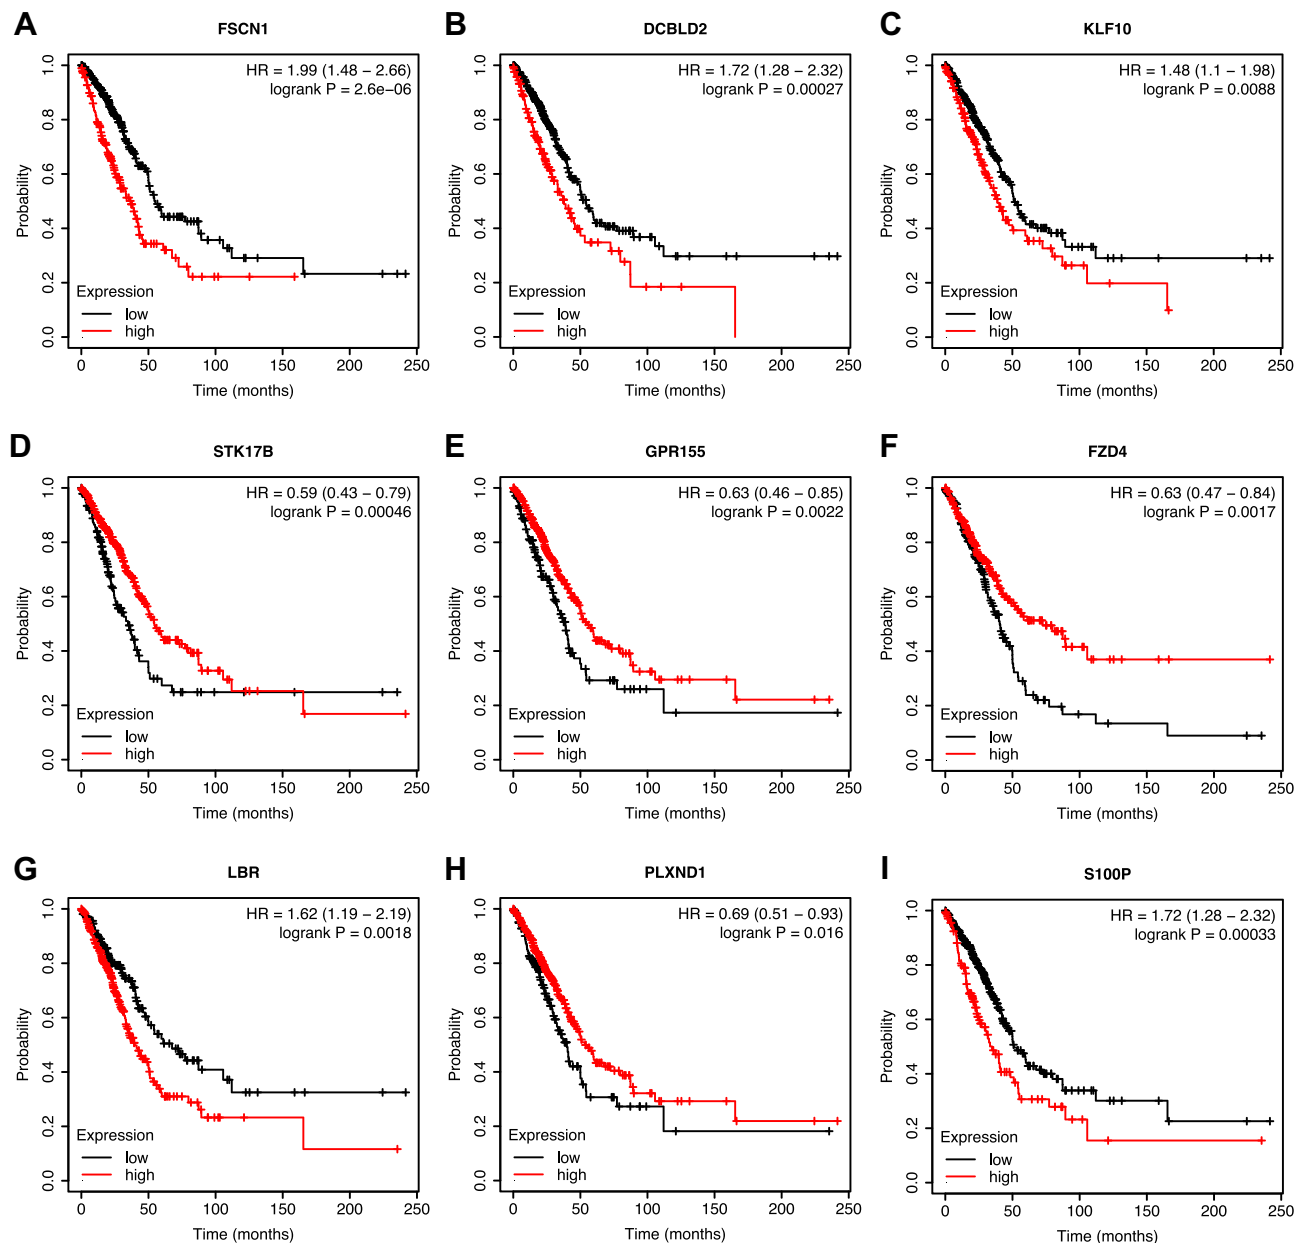 A
FSCN1
HR = 1.99 (1.48 − 2.66)
logrank P = 2.6e−06
Probability
1.0
0.8
0.6
0.4
0.2
0.0
Expression
low
high
0 50 100 150 200 250
Time (months)
B
DCBLD2
HR = 1.72 (1.28 − 2.32)
logrank P = 0.00027
Probability
1.0
0.8
0.6
0.4
0.2
0.0
Expression
low
high
0 50 100 150 200 250
Time (months)
C
KLF10
HR = 1.48 (1.1 − 1.98)
logrank P = 0.0088
Probability
1.0
0.8
0.6
0.4
0.2
0.0
Expression
low
high
0 50 100 150 200 250
Time (months)
D
STK17B
HR = 0.59 (0.43 − 0.79)
logrank P = 0.00046
Probability
1.0
0.8
0.6
0.4
0.2
0.0
Expression
low
high
0 50 100 150 200 250
Time (months)
E
GPR155
HR = 0.63 (0.46 − 0.85)
logrank P = 0.0022
Probability
1.0
0.8
0.6
0.4
0.2
0.0
Expression
low
high
0 50 100 150 200 250
Time (months)
F
FZD4
HR = 0.63 (0.47 − 0.84)
logrank P = 0.0017
Probability
1.0
0.8
0.6
0.4
0.2
0.0
Expression
low
high
0 50 100 150 200 250
Time (months)
G
LBR
HR = 1.62 (1.19 − 2.19)
logrank P = 0.0018
Probability
1.0
0.8
0.6
0.4
0.2
0.0
Expression
low
high
0 50 100 150 200 250
Time (months)
H
PLXND1
HR = 0.69 (0.51 − 0.93)
logrank P = 0.016
Probability
1.0
0.8
0.6
0.4
0.2
0.0
Expression
low
high
0 50 100 150 200 250
Time (months)
I
S100P
HR = 1.72 (1.28 − 2.32)
logrank P = 0.00033
Probability
1.0
0.8
0.6
0.4
0.2
0.0
Expression
low
high
0 50 100 150 200 250
Time (months)